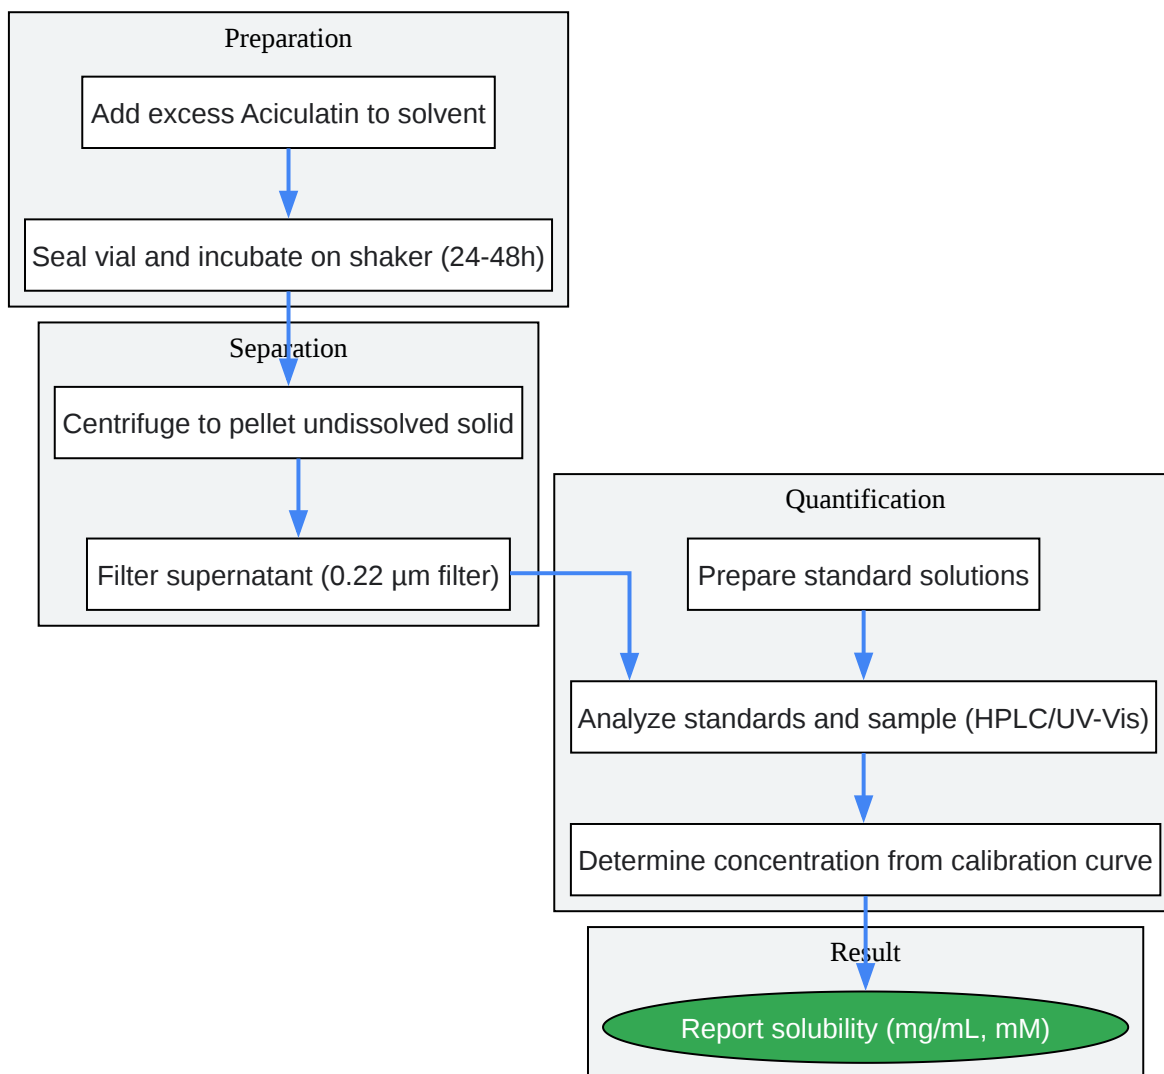 Preparation
Add excess Aciculatin to solvent
Seal vial and incubate on shaker (24-48h)
Separation
Centrifuge to pellet undissolved solid
Filter supernatant (0.22 µm filter)
Quantification
Prepare standard solutions
Analyze standards and sample (HPLC/UV-Vis)
Determine concentration from calibration curve
Result
Report solubility (mg/mL, mM)